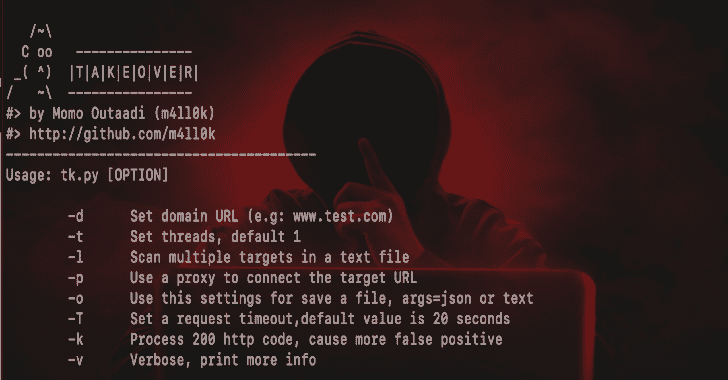 /~\
C oo   ---------------
_( ^)  |T|A|K|E|O|V|E|R|
/   ~\  ---------------
#> by Momo Outaadi (m4ll0k)
#> http://github.com/m4ll0k
---------------------------------------
Usage: tk.py [OPTION]
-d      Set domain URL (e.g: www.test.com)
-t      Set threads, default 1
-l      Scan multiple targets in a text file
-p      Use a proxy to connect the target URL
-o      Use this settings for save a file, args=json or text
-T      Set a request timeout,default value is 20 seconds
-k      Process 200 http code, cause more false positive
-v      Verbose, print more info